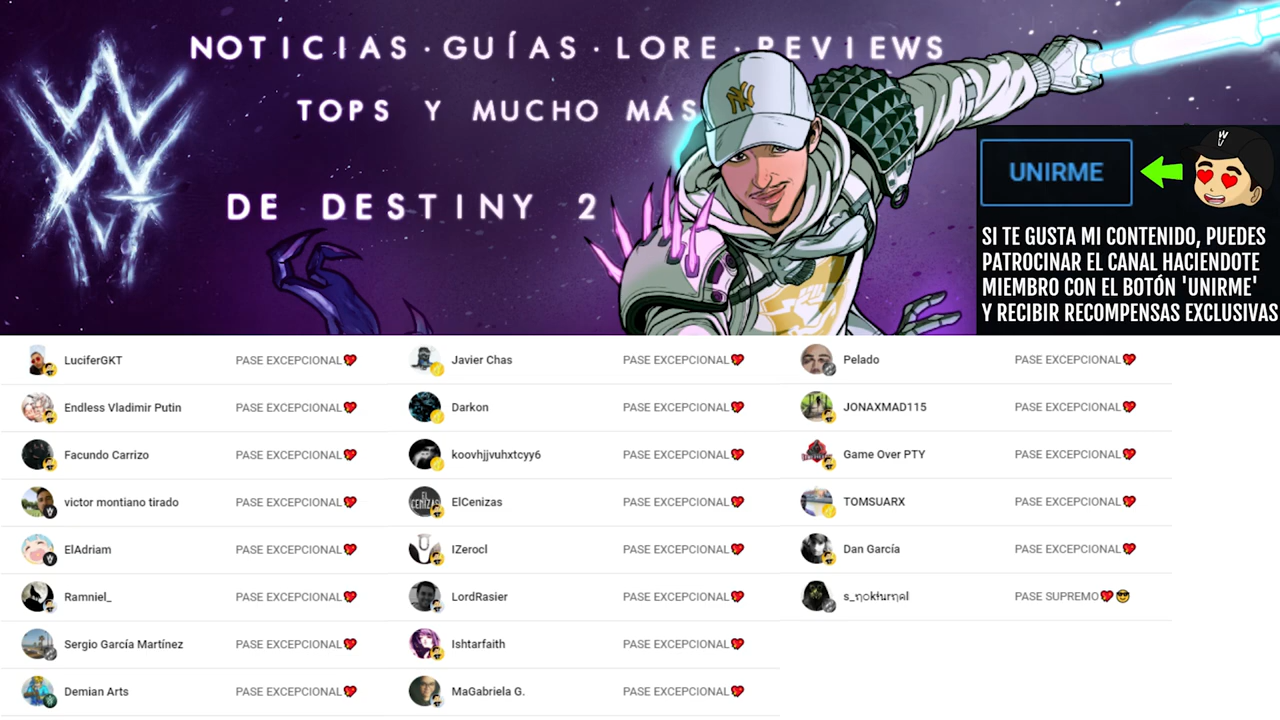 NOTICIAS · GUÍAS · LORE · REVIEWS
TOPS Y MUCHO MÁS
DE DESTINY 2
NY
UNIRME
SI TE GUSTA MI CONTENIDO, PUEDES
PATROCINAR EL CANAL HACIENDOTE
MIEMBRO CON EL BOTÓN 'UNIRME'
Y RECIBIR RECOMPENSAS EXCLUSIVAS
LuciferGKT PASE EXCEPCIONAL💖
Endless Vladimir Putin PASE EXCEPCIONAL💖
Facundo Carrizo PASE EXCEPCIONAL💖
victor montiano tirado PASE EXCEPCIONAL💖
ElAdriam PASE EXCEPCIONAL💖
Ramniel_ PASE EXCEPCIONAL💖
Sergio García Martínez PASE EXCEPCIONAL💖
Demian Arts PASE EXCEPCIONAL💖
Javier Chas PASE EXCEPCIONAL💖
Darkon PASE EXCEPCIONAL💖
koovhjjvuhxtcyy6 PASE EXCEPCIONAL💖
EL CENIZAS
ElCenizas PASE EXCEPCIONAL💖
IZerocl PASE EXCEPCIONAL💖
LordRasier PASE EXCEPCIONAL💖
Ishtarfaith PASE EXCEPCIONAL💖
MaGabriela G. PASE EXCEPCIONAL💖
Pelado PASE EXCEPCIONAL💖
JONAXMAD115 PASE EXCEPCIONAL💖
Game Over PTY PASE EXCEPCIONAL💖
TOMSUARX PASE EXCEPCIONAL💖
Dan García PASE EXCEPCIONAL💖
PASE SUPREMO💖😎